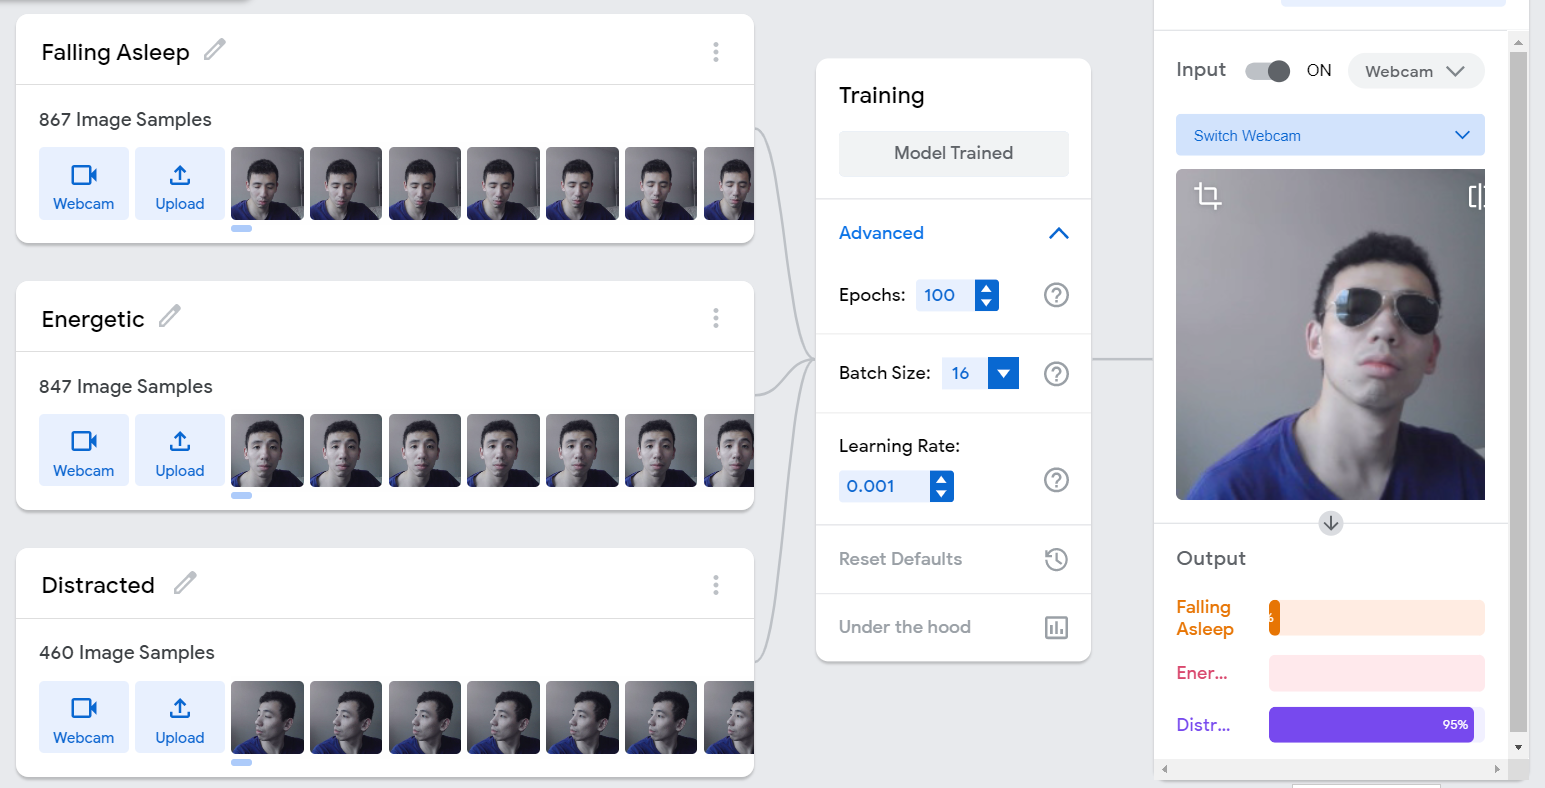 Falling Asleep
867 Image Samples
Webcam
Upload
Energetic
847 Image Samples
Webcam
Upload
Distracted
460 Image Samples
Webcam
Upload
Training
Model Trained
Advanced
Epochs: 100
Batch Size: 16
Learning Rate:
0.001
Reset Defaults
Under the hood
Input ON Webcam
Switch Webcam
Output
Falling
Asleep
Ener...
Distr... 95%